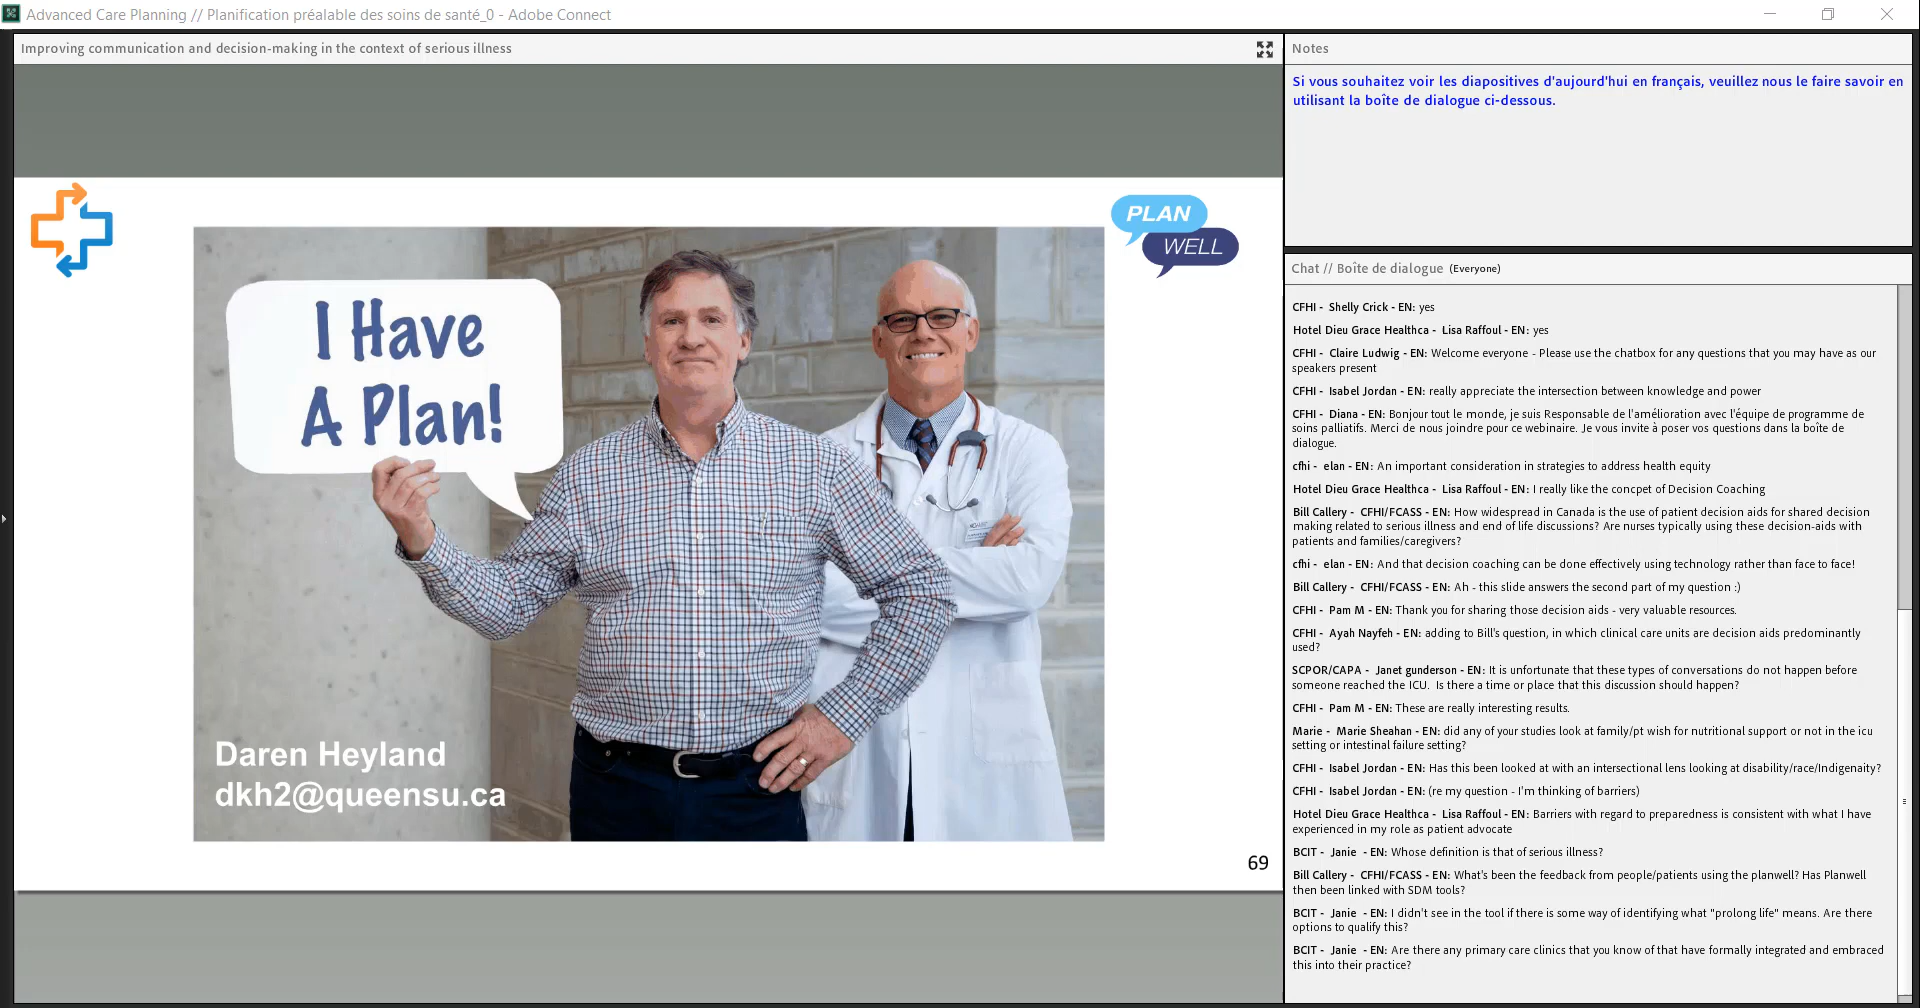 Advanced Care Planning // Planification préalable des soins de santé_0 - Adobe Connect
Improving communication and decision-making in the context of serious illness
PLAN
WELL
I Have
A Plan!
Daren Heyland
dkh2@queensu.ca
69
Notes
Si vous souhaitez voir les diapositives d'aujourd'hui en français, veuillez nous le faire savoir en
utilisant la boîte de dialogue ci-dessous.
Chat // Boîte de dialogue (Everyone)
CFHI - Shelly Crick - EN: yes
Hotel Dieu Grace Healthca - Lisa Raffoul - EN: yes
CFHI - Claire Ludwig - EN: Welcome everyone - Please use the chatbox for any questions that you may have as our
speakers present
CFHI - Isabel Jordan - EN: really appreciate the intersection between knowledge and power
CFHI - Diana - EN: Bonjour tout le monde, je suis Responsable de l'amélioration avec l'équipe de programme de
soins palliatifs. Merci de nous joindre pour ce webinaire. Je vous invite à poser vos questions dans la boîte de
dialogue.
cfhi - elan - EN: An important consideration in strategies to address health equity
Hotel Dieu Grace Healthca - Lisa Raffoul - EN: I really like the concpet of Decision Coaching
Bill Callery - CFHI/FCASS - EN: How widespread in Canada is the use of patient decision aids for shared decision
making related to serious illness and end of life discussions? Are nurses typically using these decision-aids with
patients and families/caregivers?
cfhi - elan - EN: And that decision coaching can be done effectively using technology rather than face to face!
Bill Callery - CFHI/FCASS - EN: Ah - this slide answers the second part of my question :)
CFHI - Pam M - EN: Thank you for sharing those decision aids - very valuable resources.
CFHI - Ayah Nayfeh - EN: adding to Bill's question, in which clinical care units are decision aids predominantly
used?
SCPOR/CAPA - Janet gunderson - EN: It is unfortunate that these types of conversations do not happen before
someone reached the ICU. Is there a time or place that this discussion should happen?
CFHI - Pam M - EN: These are really interesting results.
Marie - Marie Sheahan - EN: did any of your studies look at family/pt wish for nutritional support or not in the icu
setting or intestinal failure setting?
CFHI - Isabel Jordan - EN: Has this been looked at with an intersectional lens looking at disability/race/Indigenaity?
CFHI - Isabel Jordan - EN: (re my question - I'm thinking of barriers)
Hotel Dieu Grace Healthca - Lisa Raffoul - EN: Barriers with regard to preparedness is consistent with what I have
experienced in my role as patient advocate
BCIT - Janie - EN: Whose definition is that of serious illness?
Bill Callery - CFHI/FCASS - EN: What's been the feedback from people/patients using the planwell? Has Planwell
then been linked with SDM tools?
BCIT - Janie - EN: I didn't see in the tool if there is some way of identifying what "prolong life" means. Are there
options to qualify this?
BCIT - Janie - EN: Are there any primary care clinics that you know of that have formally integrated and embraced
this into their practice?